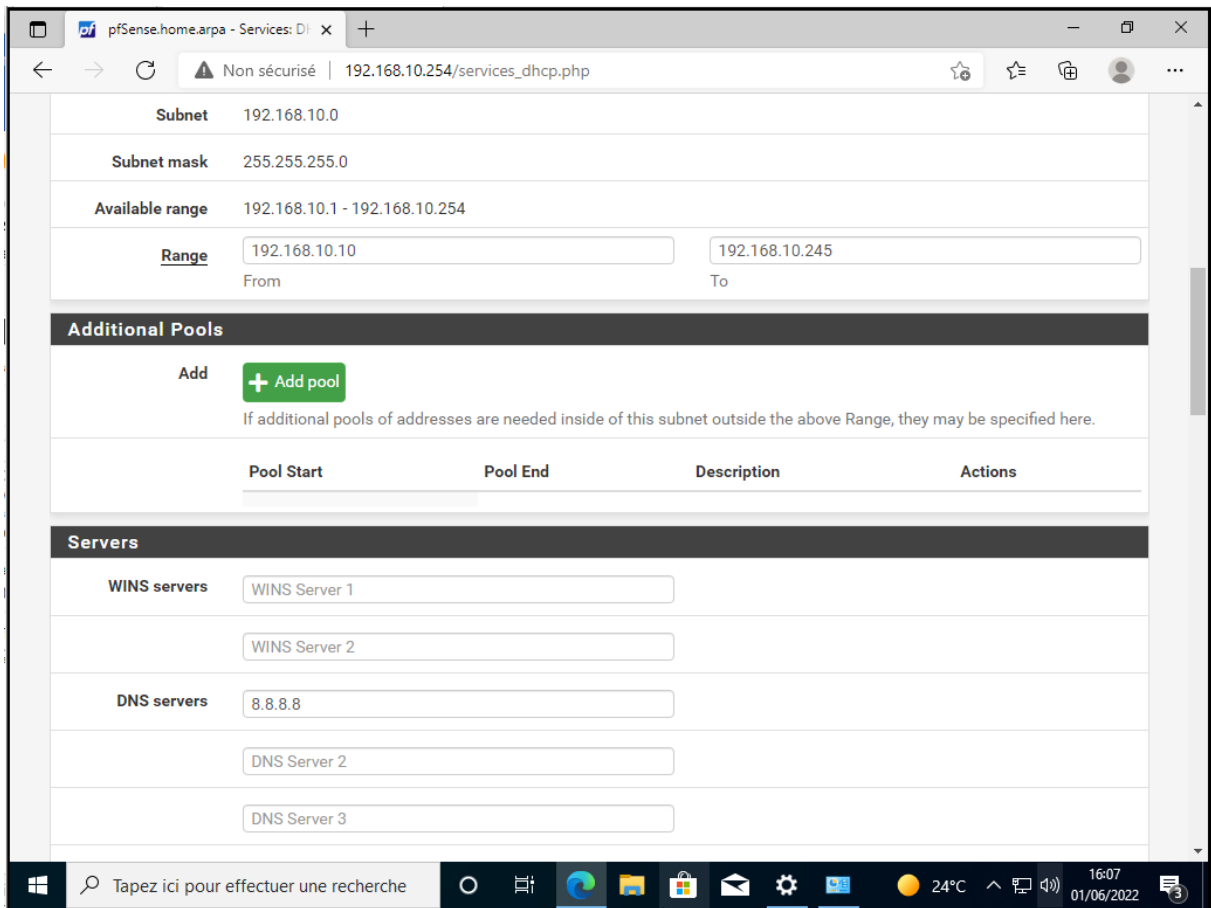 pfSense.home.arpa - Services: D
Non sécurisé | 192.168.10.254/services_dhcp.php
Subnet 192.168.10.0
Subnet mask 255.255.255.0
Available range 192.168.10.1 - 192.168.10.254
Range 192.168.10.10 192.168.10.245
From To
Additional Pools
Add + Add pool
If additional pools of addresses are needed inside of this subnet outside the above Range, they may be specified here.
Pool Start Pool End Description Actions
Servers
WINS servers WINS Server 1
WINS Server 2
DNS servers 8.8.8.8
DNS Server 2
DNS Server 3
Tapez ici pour effectuer une recherche 24°C 16:07
01/06/2022 3